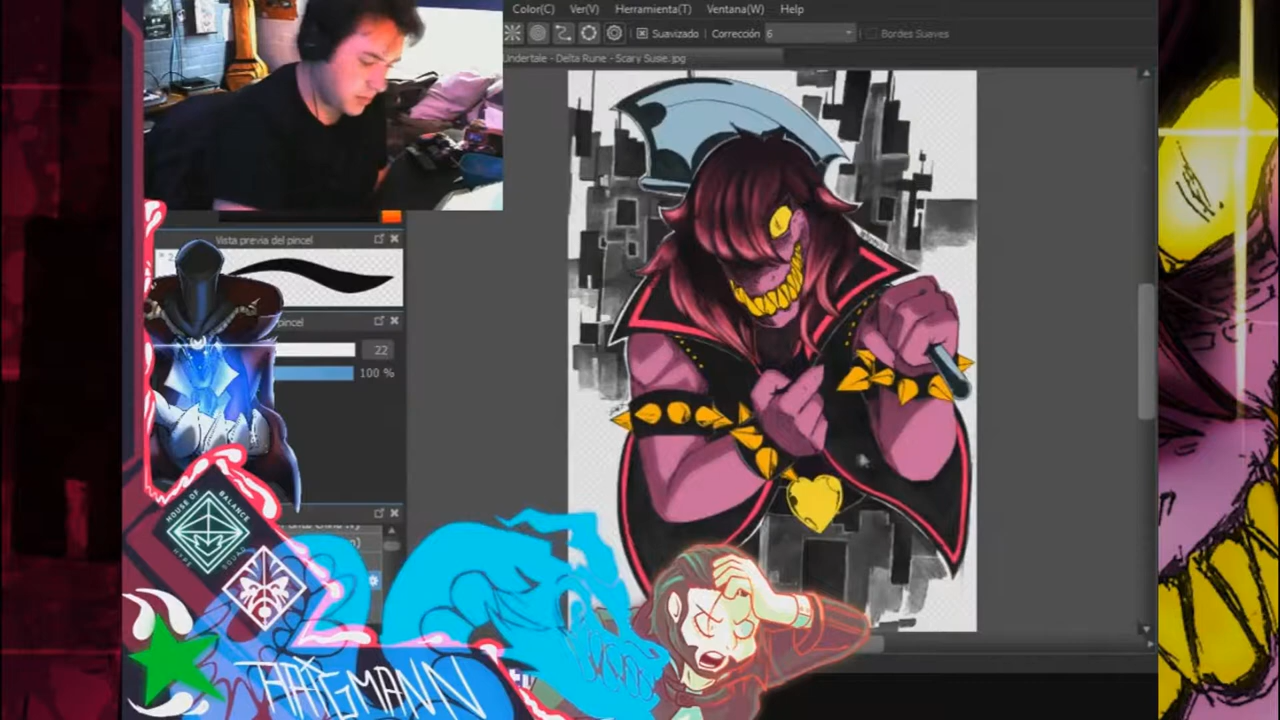 Color(C) Ver(V) Herramienta(T) Ventana(W) Help
Suavizado Corrección 6 Bordes Suaves
Undertale - Delta Rune - Scary Suse.jpg
Vista previa del pincel
pincel
22
100 %
HOUSE OF BALANCE
HYPE SQUAD